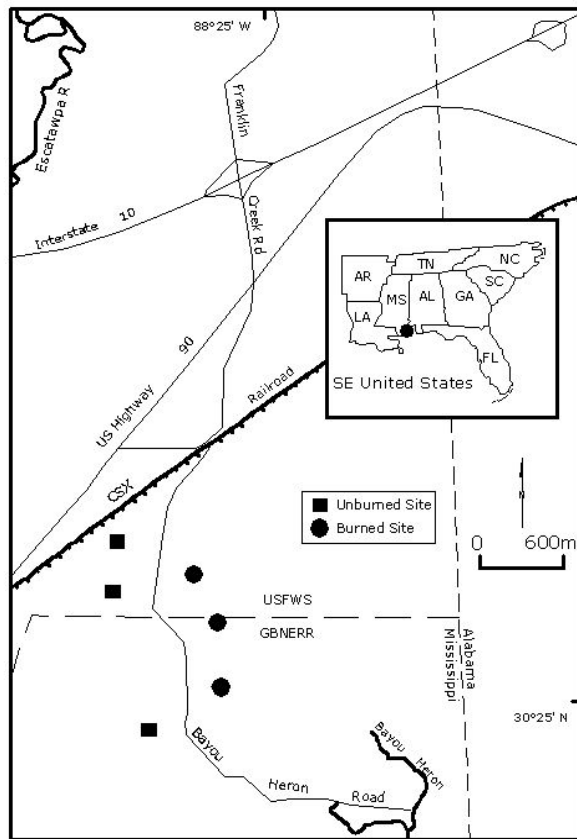 88°25' W
Escatawpa R
Franklin
Creek Rd
Interstate 10
US Highway 90
CSX Railroad
AR
TN
NC
SC
MS
AL
GA
LA
FL
SE United States
Unburned Site
Burned Site
N
0 600m
USFWS
GBNERR
Alabama
Mississippi
30°25' N
Bayou Heron
Bayou Heron Road